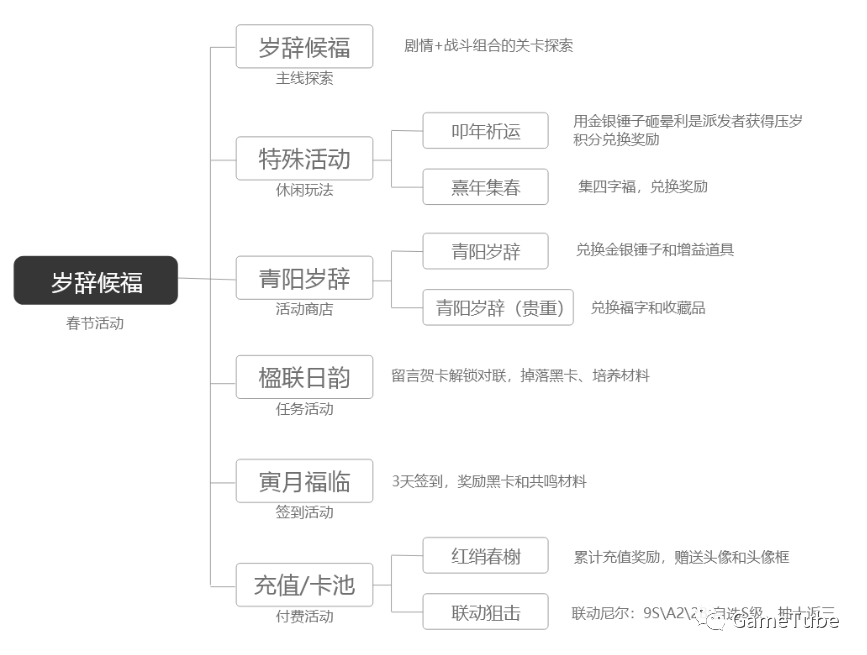 岁辞候福
春节活动
岁辞候福
主线探索
剧情+战斗组合的关卡探索
特殊活动
休闲玩法
叩年祈运
用金银锤子砸晕利是派发者获得压岁
积分兑换奖励
熹年集春
集四字福，兑换奖励
青阳岁辞
活动商店
青阳岁辞
兑换金银锤子和增益道具
青阳岁辞（贵重）
兑换福字和收藏品
楹联日韵
任务活动
留言贺卡解锁对联，掉落黑卡、培养材料
寅月福临
签到活动
3天签到，奖励黑卡和共鸣材料
充值/卡池
付费活动
红绡春榭
累计充值奖励，赠送头像和头像框
联动狙击
联动尼尔：9S\A2\2 自选S级，抽十返三
GameTube